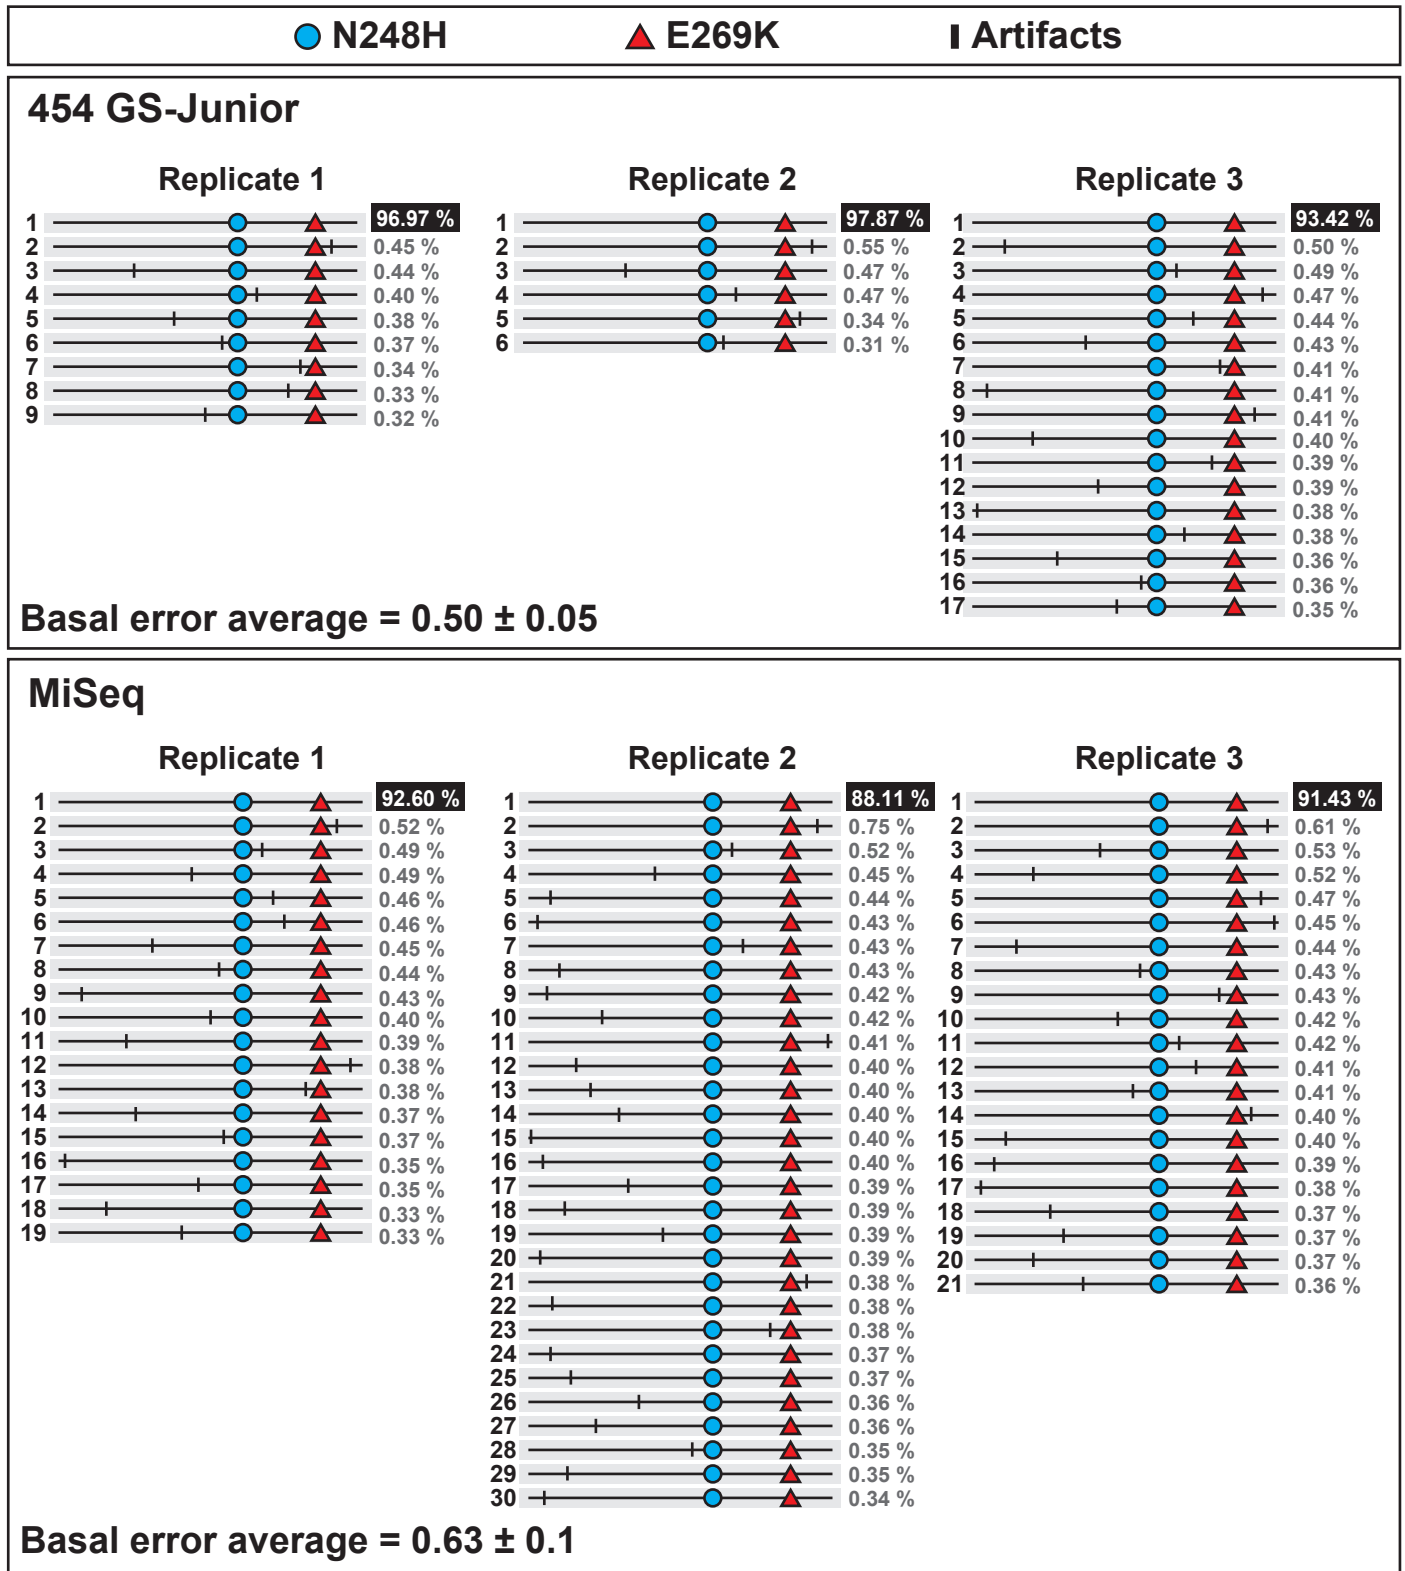 N248H E269K Artifacts
454 GS-Junior
Replicate 1
1 96.97 %
2 0.45 %
3 0.44 %
4 0.40 %
5 0.38 %
6 0.37 %
7 0.34 %
8 0.33 %
9 0.32 %
Replicate 2
1 97.87 %
2 0.55 %
3 0.47 %
4 0.47 %
5 0.34 %
6 0.31 %
Replicate 3
1 93.42 %
2 0.50 %
3 0.49 %
4 0.47 %
5 0.44 %
6 0.43 %
7 0.41 %
8 0.41 %
9 0.41 %
10 0.40 %
11 0.39 %
12 0.39 %
13 0.38 %
14 0.38 %
15 0.36 %
16 0.36 %
17 0.35 %
Basal error average = 0.50 ± 0.05
MiSeq
Replicate 1
1 92.60 %
2 0.52 %
3 0.49 %
4 0.49 %
5 0.46 %
6 0.46 %
7 0.45 %
8 0.44 %
9 0.43 %
10 0.40 %
11 0.39 %
12 0.38 %
13 0.38 %
14 0.37 %
15 0.37 %
16 0.35 %
17 0.35 %
18 0.33 %
19 0.33 %
Replicate 2
1 88.11 %
2 0.75 %
3 0.52 %
4 0.45 %
5 0.44 %
6 0.43 %
7 0.43 %
8 0.43 %
9 0.42 %
10 0.42 %
11 0.41 %
12 0.40 %
13 0.40 %
14 0.40 %
15 0.40 %
16 0.40 %
17 0.39 %
18 0.39 %
19 0.39 %
20 0.39 %
21 0.38 %
22 0.38 %
23 0.38 %
24 0.37 %
25 0.37 %
26 0.36 %
27 0.36 %
28 0.35 %
29 0.35 %
30 0.34 %
Replicate 3
1 91.43 %
2 0.61 %
3 0.53 %
4 0.52 %
5 0.47 %
6 0.45 %
7 0.44 %
8 0.43 %
9 0.43 %
10 0.42 %
11 0.42 %
12 0.41 %
13 0.41 %
14 0.40 %
15 0.40 %
16 0.39 %
17 0.38 %
18 0.37 %
19 0.37 %
20 0.37 %
21 0.36 %
Basal error average = 0.63 ± 0.1